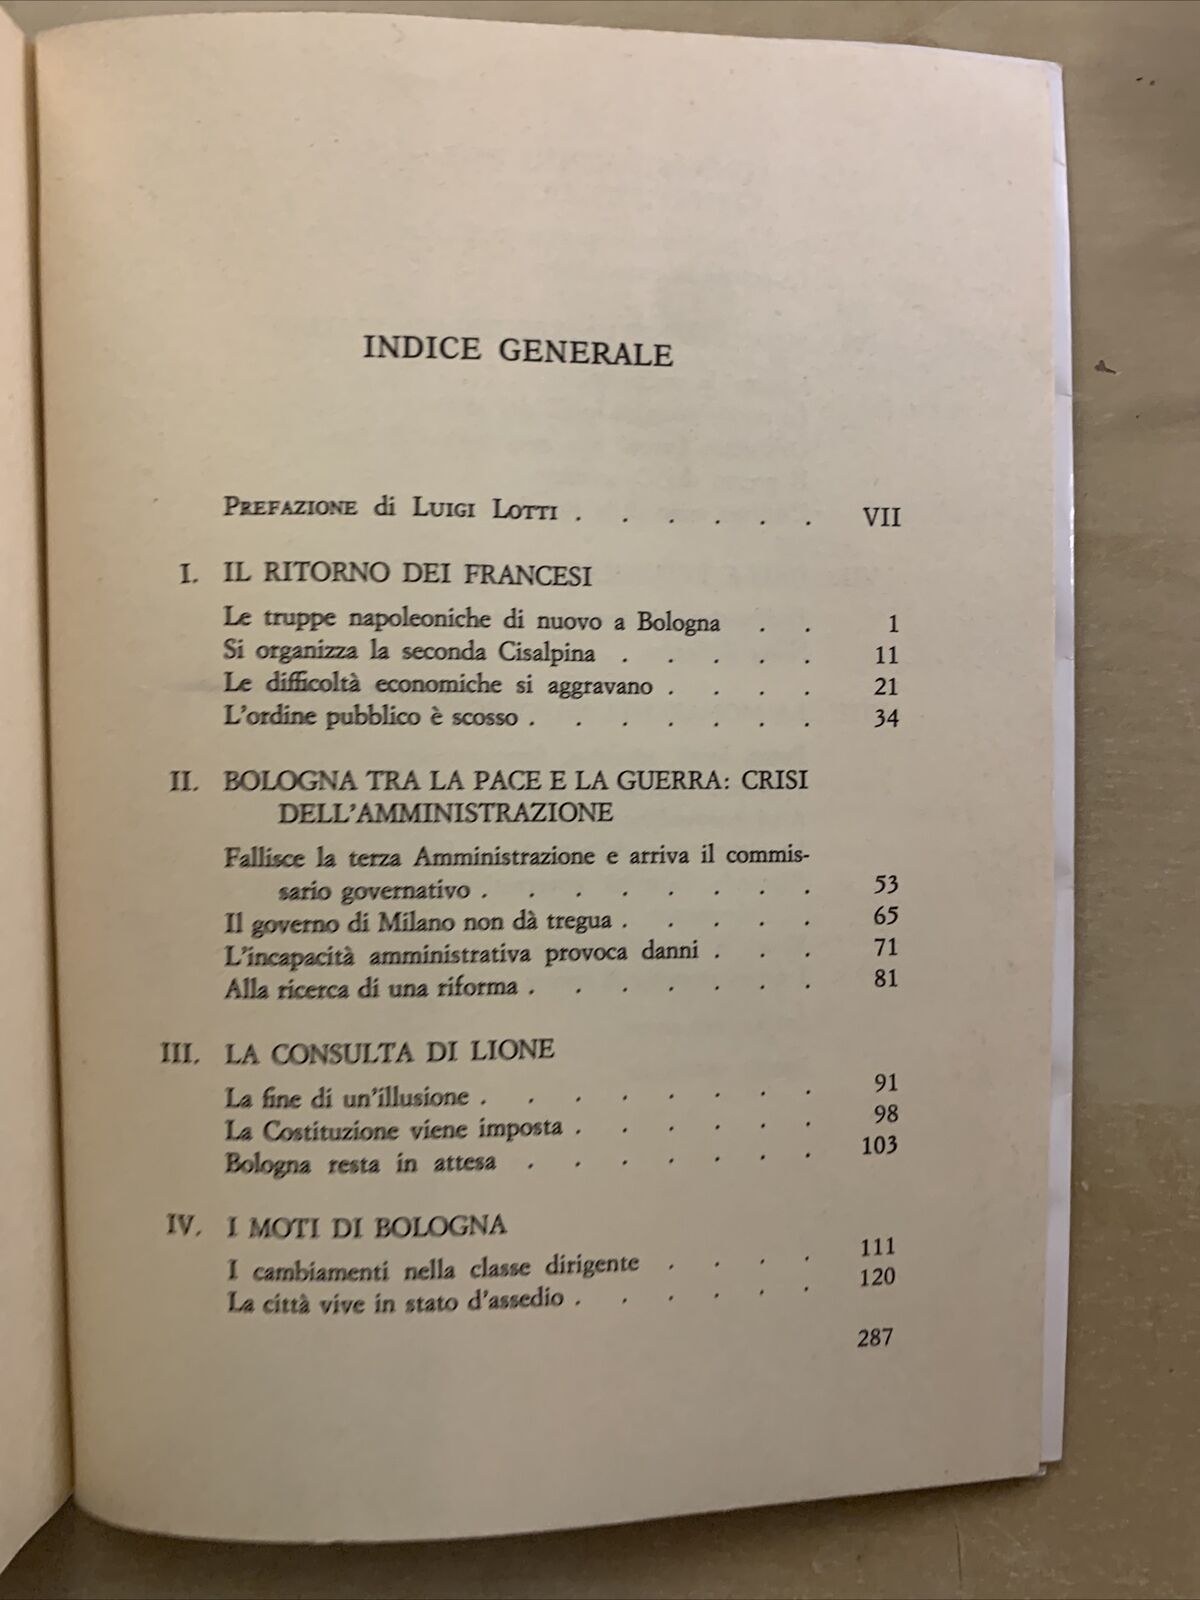 INDICE GENERALE
PREFAZIONE di LUIGI LOTTI . . . . . . VII
I. IL RITORNO DEI FRANCESI
Le truppe napoleoniche di nuovo a Bologna . . 1
Si organizza la seconda Cisalpina . . . . . 11
Le difficoltà economiche si aggravano . . . . 21
L'ordine pubblico è scosso . . . . . . . 34
II. BOLOGNA TRA LA PACE E LA GUERRA: CRISI
DELL'AMMINISTRAZIONE
Fallisce la terza Amministrazione e arriva il commis-
sario governativo . . . . . . . . 53
Il governo di Milano non dà tregua . . . . . 65
L'incapacità amministrativa provoca danni . . . 71
Alla ricerca di una riforma . . . . . . . 81
III. LA CONSULTA DI LIONE
La fine di un'illusione . . . . . . . . 91
La Costituzione viene imposta . . . . . . 98
Bologna resta in attesa . . . . . . . 103
IV. I MOTI DI BOLOGNA
I cambiamenti nella classe dirigente . . . . 111
La città vive in stato d'assedio . . . . . . 120
287